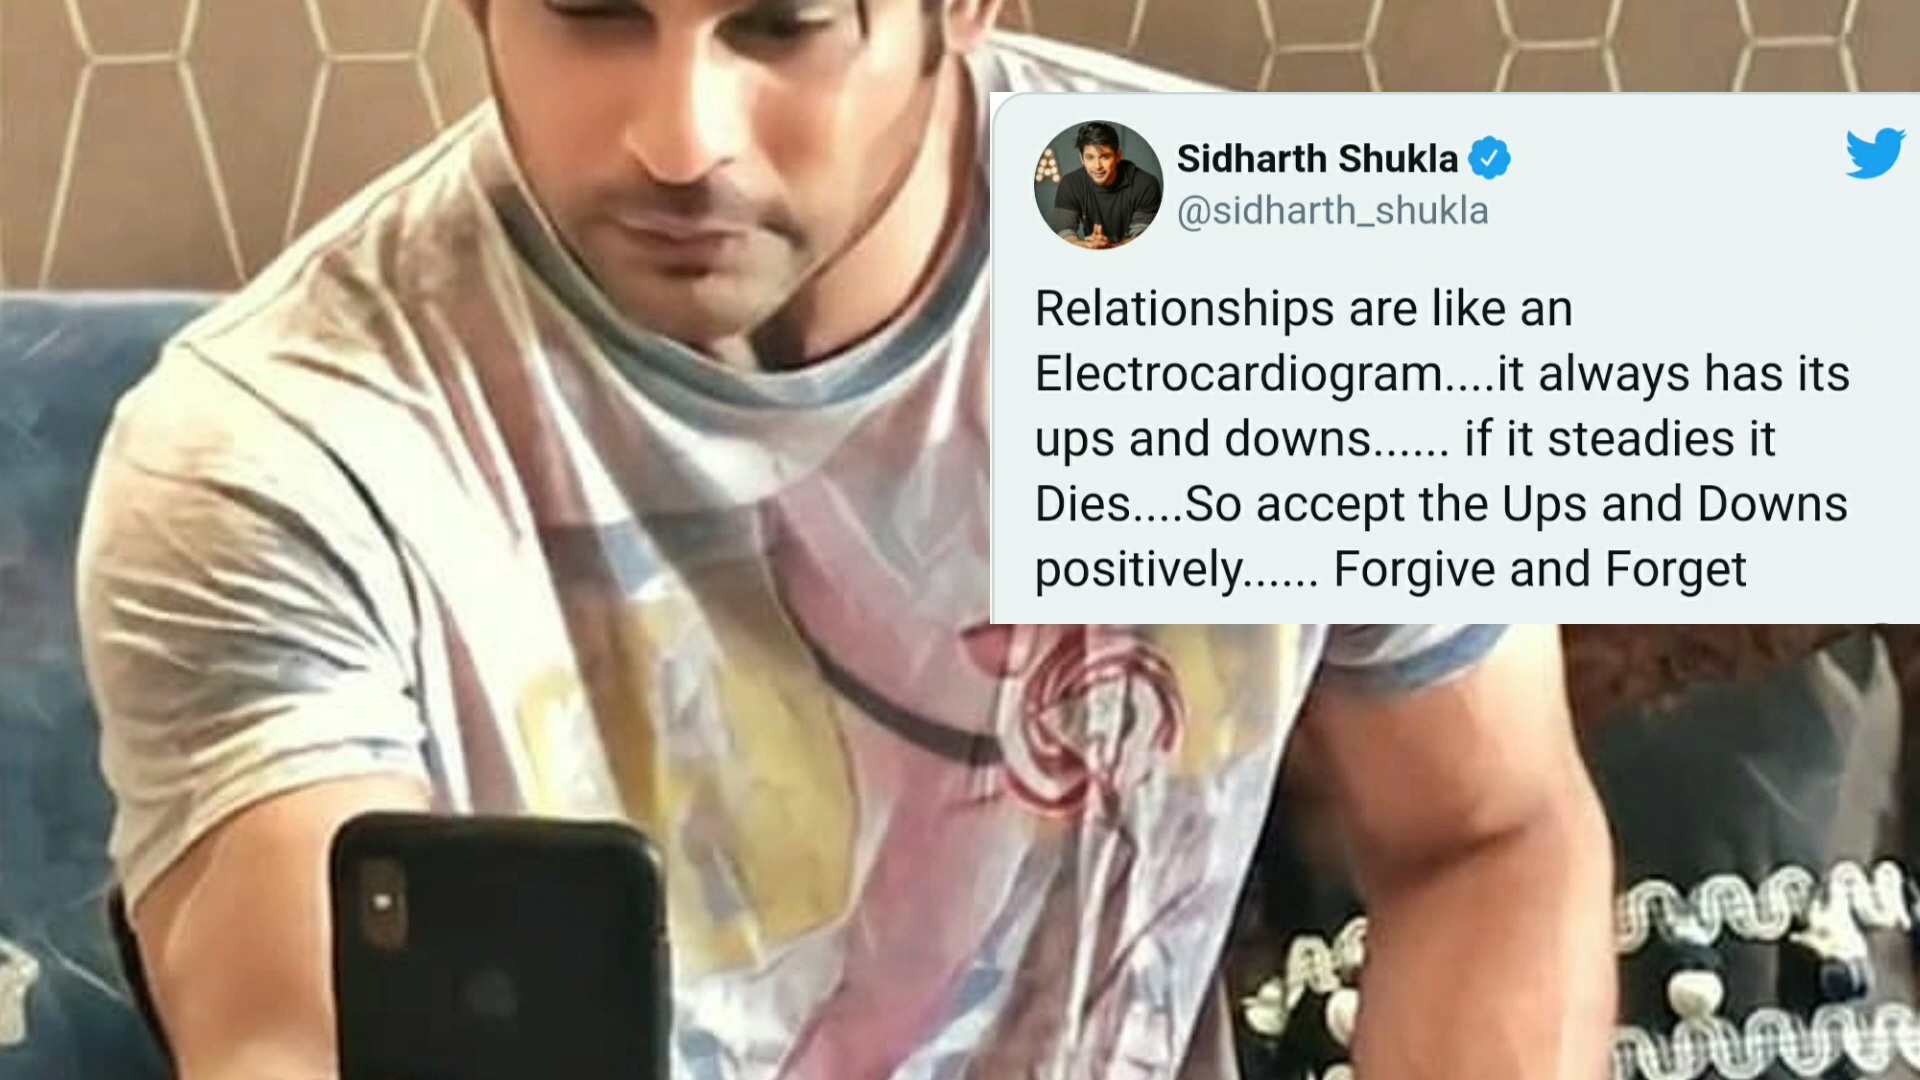 Sidharth Shukla
@sidharth_shukla
Relationships are like an
Electrocardiogram....it always has its
ups and downs...... if it steadies it
Dies....So accept the Ups and Downs
positively...... Forgive and Forget